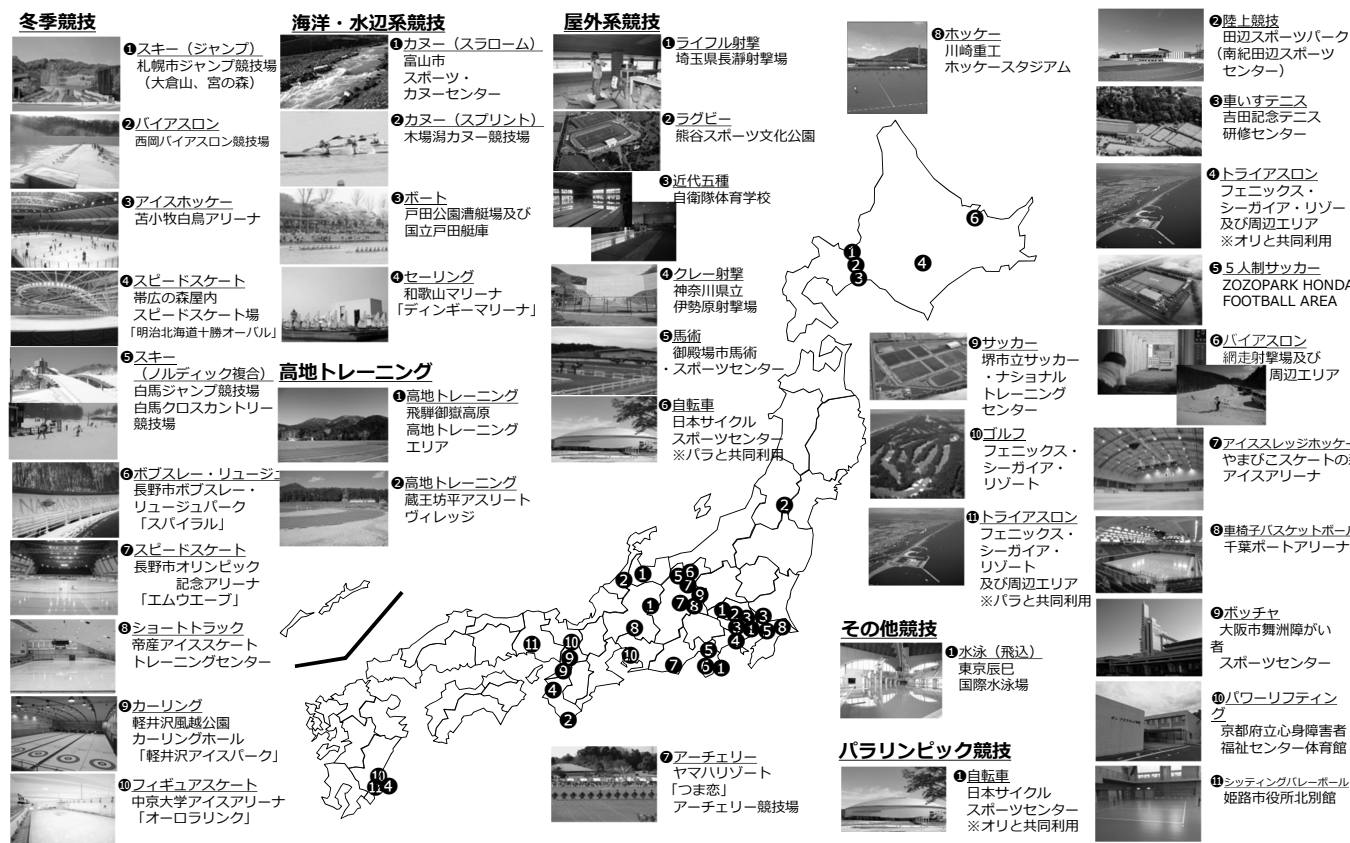 冬季競技
❶スキー（ジャンプ）
札幌市ジャンプ競技場
（大倉山、宮の森）
❷バイアスロン
西岡バイアスロン競技場
❸アイスホッケー
苫小牧白鳥アリーナ
❹スピードスケート
帯広の森屋内
スピードスケート場
「明治北海道十勝オーバル」
❺スキー
（ノルディック複合）
白馬ジャンプ競技場
白馬クロスカントリー
競技場
❻ボブスレー・リュージュ
長野市ボブスレー・
リュージュパーク
「スパイラル」
❼スピードスケート
長野市オリンピック
記念アリーナ
「エムウエーブ」
❽ショートトラック
帝産アイススケート
トレーニングセンター
❾カーリング
軽井沢風越公園
カーリングホール
「軽井沢アイスパーク」
❿フィギュアスケート
中京大学アイスアリーナ
「オーロラリンク」
海洋・水辺系競技
❶カヌー（スラローム）
富山市
スポーツ・
カヌーセンター
❷カヌー（スプリント）
木場潟カヌー競技場
❸ボート
戸田公園漕艇場及び
国立戸田艇庫
❹セーリング
和歌山マリーナ
「ディンギーマリーナ」
高地トレーニング
❶高地トレーニング
飛騨御嶽高原
高地トレーニング
エリア
❷高地トレーニング
蔵王坊平アスリート
ヴィレッジ
屋外系競技
❶ライフル射撃
埼玉県長瀞射撃場
❷ラグビー
熊谷スポーツ文化公園
❸近代五種
自衛隊体育学校
❹クレー射撃
神奈川県立
伊勢原射撃場
❺馬術
御殿場市馬術
・スポーツセンター
❻自転車
日本サイクル
スポーツセンター
※パラと共同利用
❼アーチェリー
ヤマハリゾート
「つま恋」
アーチェリー競技場
❽ホッケー
川崎重工
ホッケースタジアム
❾サッカー
堺市立サッカー
・ナショナル
トレーニング
センター
❿ゴルフ
フェニックス・
シーガイア・
リゾート
⓫トライアスロン
フェニックス・
シーガイア・
リゾート
及び周辺エリア
※パラと共同利用
その他競技
❶水泳（飛込）
東京辰巳
国際水泳場
パラリンピック競技
❶自転車
日本サイクル
スポーツセンター
※オリと共同利用
❷陸上競技
田辺スポーツパーク
（南紀田辺スポーツ
センター）
❸車いすテニス
吉田記念テニス
研修センター
❹トライアスロン
フェニックス・
シーガイア・リゾー
及び周辺エリア
※オリと共同利用
❺５人制サッカー
ZOZOPARK HONDA
FOOTBALL AREA
❻バイアスロン
網走射撃場及び
周辺エリア
❼アイススレッジホッケー
やまびこスケートの
アイスアリーナ
❽車椅子バスケットボール
千葉ポートアリーナ
❾ボッチャ
大阪市舞洲障がい
者
スポーツセンター
❿パワーリフティン
グ
京都府立心身障害者
福祉センター体育館
⓫シッティングバレーボール
姫路市役所北別館